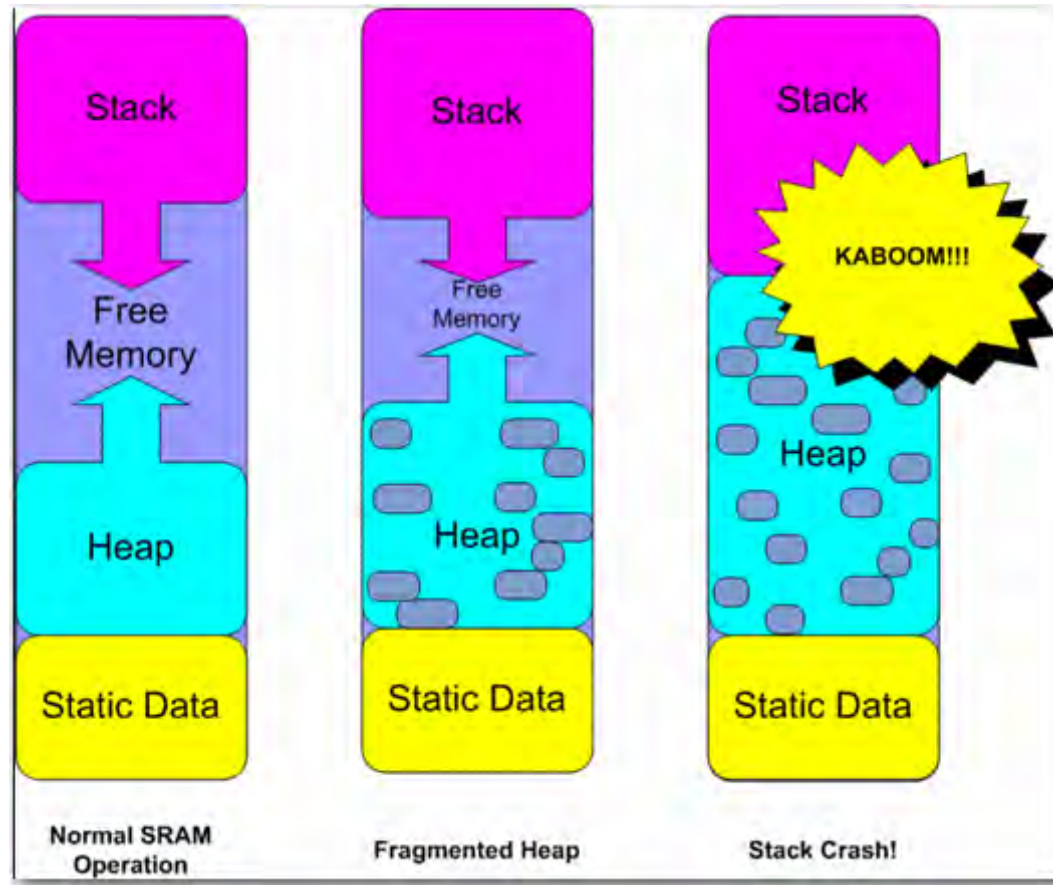 Stack
Free
Memory
Heap
Static Data
Normal SRAM
Operation
Stack
Free
Memory
Heap
Static Data
Fragmented Heap
Stack
KABOOM!!!
Heap
Static Data
Stack Crash!